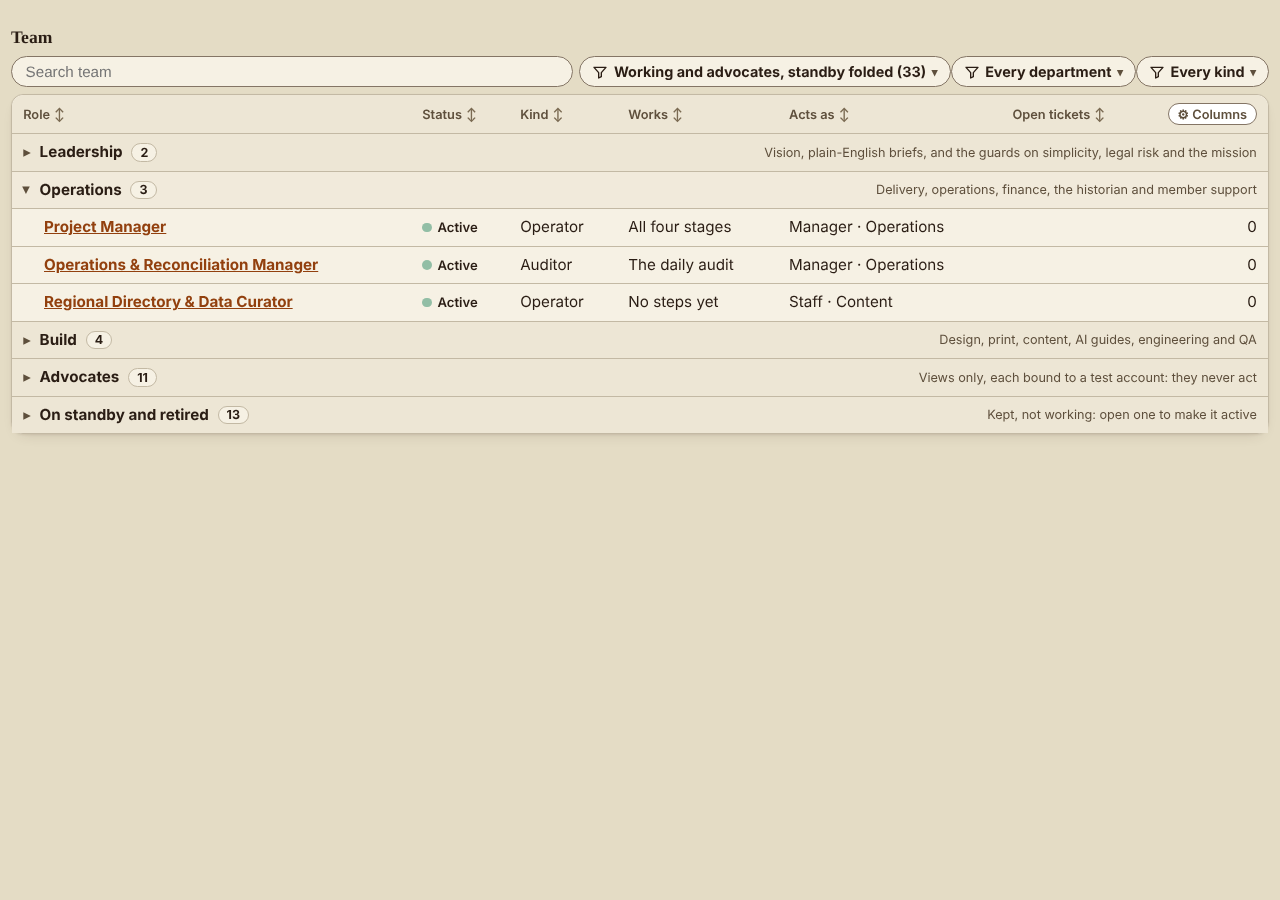 Team
Search team
Working and advocates, standby folded (33) ▾
Every department ▾
Every kind ▾
Role ↕ Status ↕ Kind ↕ Works ↕ Acts as ↕ Open tickets ↕ ⚙ Columns
▸ Leadership 2 Vision, plain-English briefs, and the guards on simplicity, legal risk and the mission
▾ Operations 3 Delivery, operations, finance, the historian and member support
Project Manager Active Operator All four stages Manager · Operations 0
Operations & Reconciliation Manager Active Auditor The daily audit Manager · Operations 0
Regional Directory & Data Curator Active Operator No steps yet Staff · Content 0
▸ Build 4 Design, print, content, AI guides, engineering and QA
▸ Advocates 11 Views only, each bound to a test account: they never act
▸ On standby and retired 13 Kept, not working: open one to make it active